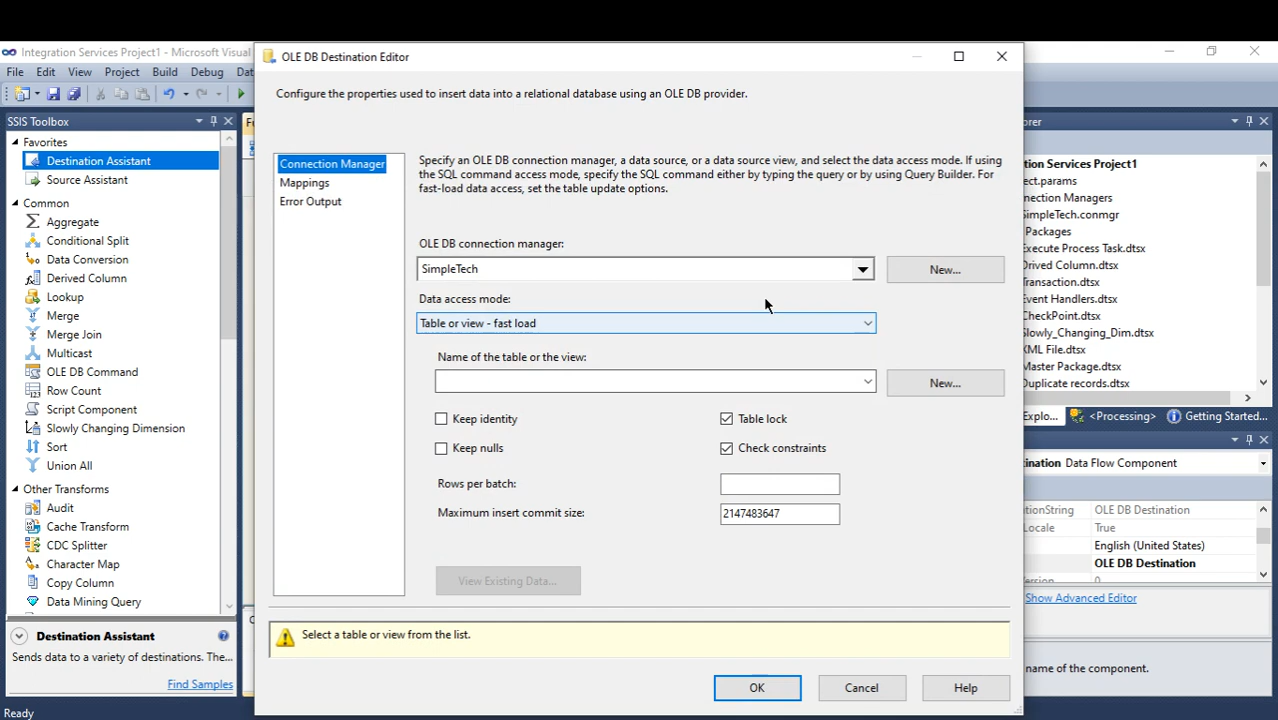 Integration Services Project1 - Microsoft Visual
File Edit View Project Build Debug
SSIS Toolbox
Favorites
Destination Assistant
Source Assistant
Common
Aggregate
Conditional Split
Data Conversion
Derived Column
Lookup
Merge
Merge Join
Multicast
OLE DB Command
Row Count
Script Component
Slowly Changing Dimension
Sort
Union All
Other Transforms
Audit
Cache Transform
CDC Splitter
Character Map
Copy Column
Data Mining Query
Destination Assistant
Sends data to a variety of destinations. The...
Find Samples
Ready
OLE DB Destination Editor
Configure the properties used to insert data into a relational database using an OLE DB provider.
Connection Manager
Mappings
Error Output
Specify an OLE DB connection manager, a data source, or a data source view, and select the data access mode. If using
the SQL command access mode, specify the SQL command either by typing the query or by using Query Builder. For
fast-load data access, set the table update options.
OLE DB connection manager:
SimpleTech New...
Data access mode:
Table or view - fast load
Name of the table or the view:
New...
Keep identity Table lock
Keep nulls Check constraints
Rows per batch:
Maximum insert commit size: 2147483647
View Existing Data...
Select a table or view from the list.
OK Cancel Help
orer
tion Services Project1
ect.params
nection Managers
SimpleTech.conmgr
Packages
Execute Process Task.dtsx
Drived Column.dtsx
Transaction.dtsx
Event Handlers.dtsx
CheckPoint.dtsx
Slowly_Changing_Dim.dtsx
XML File.dtsx
Master Package.dtsx
Duplicate records.dtsx
Explo... <Processing> Getting Started...
ination Data Flow Component
tionString OLE DB Destination
Locale True
English (United States)
OLE DB Destination
Version 0
Show Advanced Editor
name of the component.